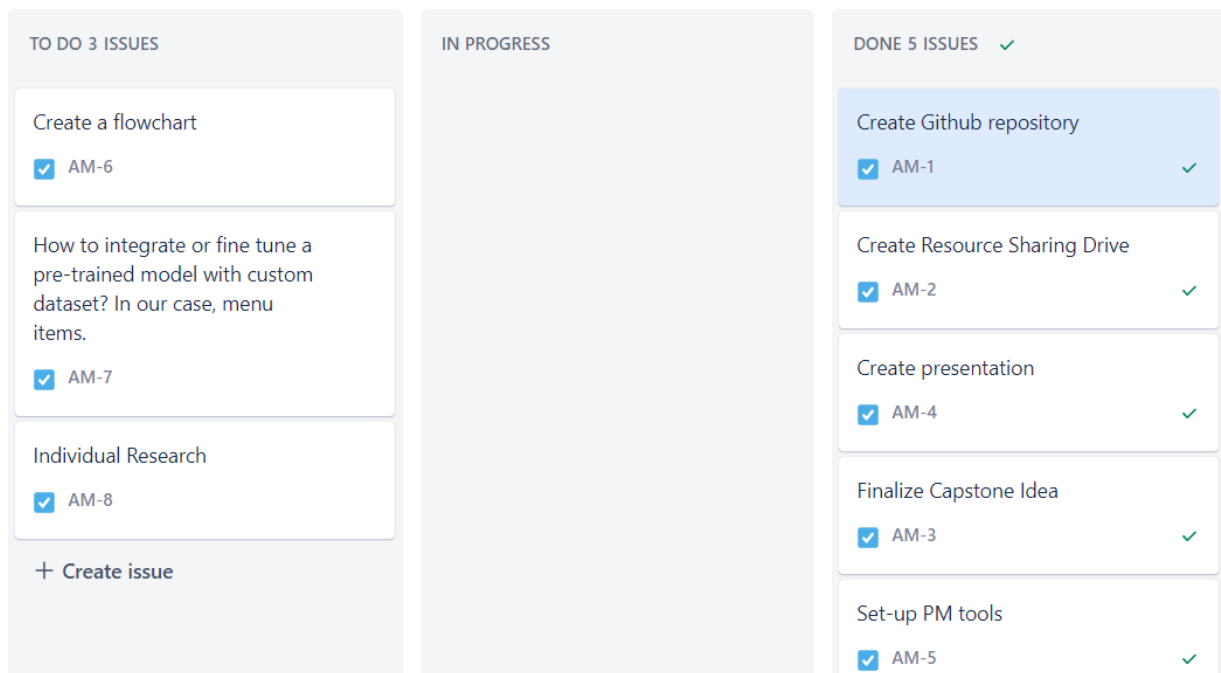 TO DO 3 ISSUES
Create a flowchart
AM-6
How to integrate or fine tune a
pre-trained model with custom
dataset? In our case, menu
items.
AM-7
Individual Research
AM-8
+ Create issue
IN PROGRESS
DONE 5 ISSUES
Create Github repository
AM-1
Create Resource Sharing Drive
AM-2
Create presentation
AM-4
Finalize Capstone Idea
AM-3
Set-up PM tools
AM-5